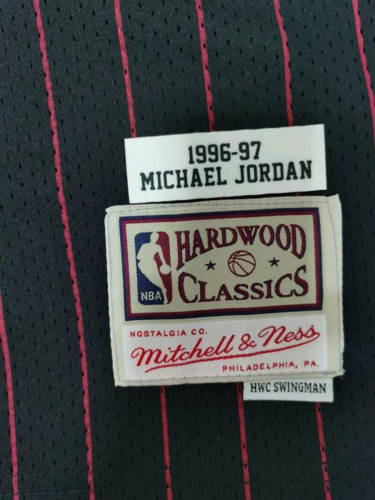 1996-97
MICHAEL JORDAN
HARDWOOD
NBA
CLASSICS
NOSTALGIA CO.
Mitchell & Ness
PHILADELPHIA, PA.
HWC SWINGMAN